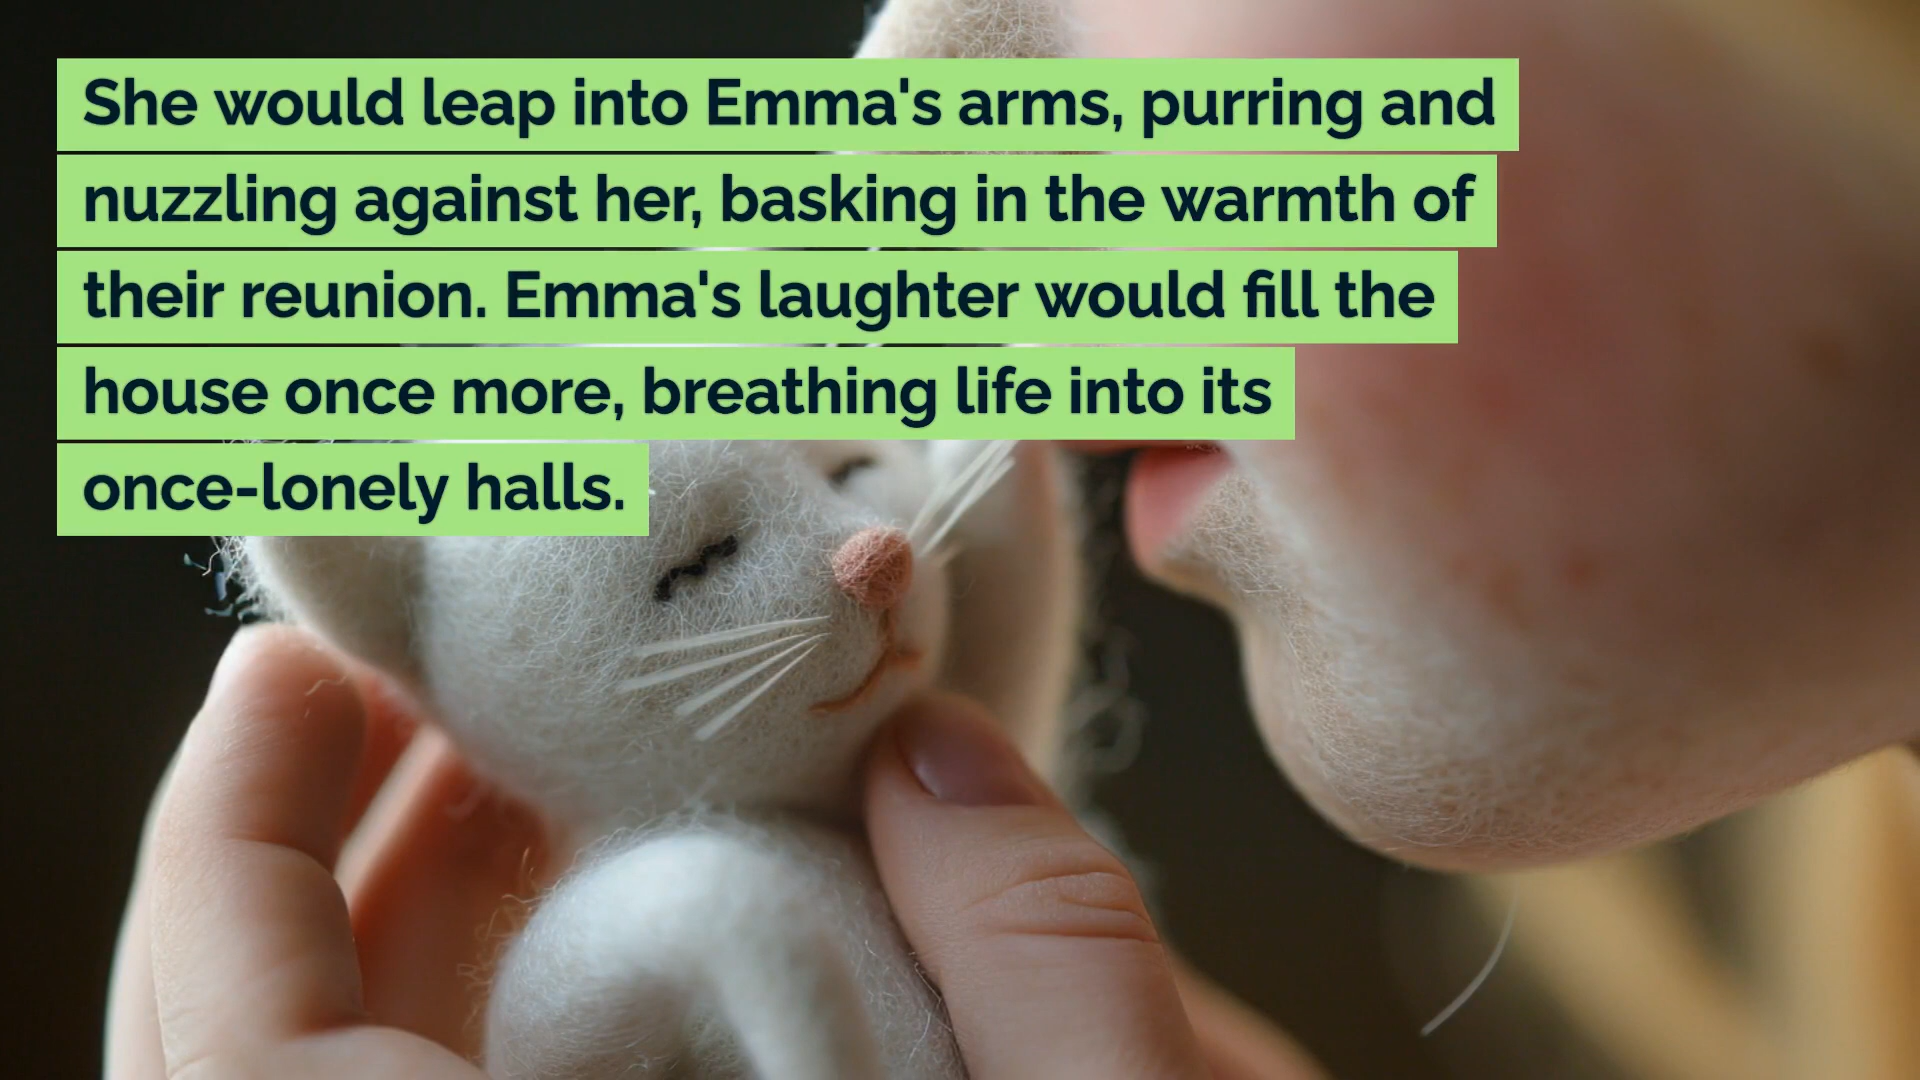 She would leap into Emma's arms, purring and
nuzzling against her, basking in the warmth of
their reunion. Emma's laughter would fill the
house once more, breathing life into its
once-lonely halls.